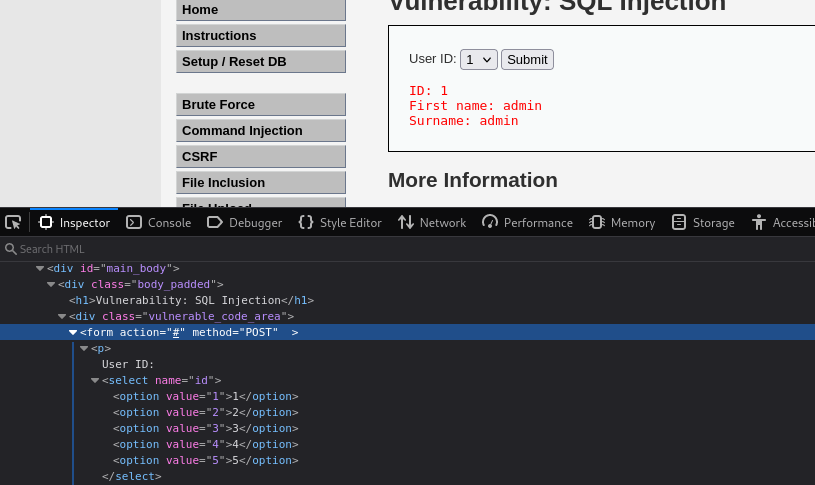 Home
Vulnerability: SQL Injection
Instructions
Setup / Reset DB
User ID: 1 Submit
ID: 1
First name: admin
Surname: admin
Brute Force
Command Injection
CSRF
File Inclusion
More Information
File Upload
Inspector Console Debugger Style Editor Network Performance Memory Storage Accessib
Search HTML
<div id="main_body">
<div class="body_padded">
<h1>Vulnerability: SQL Injection</h1>
<div class="vulnerable_code_area">
<form action="#" method="POST" >
<p>
User ID:
<select name="id">
<option value="1">1</option>
<option value="2">2</option>
<option value="3">3</option>
<option value="4">4</option>
<option value="5">5</option>
</select>